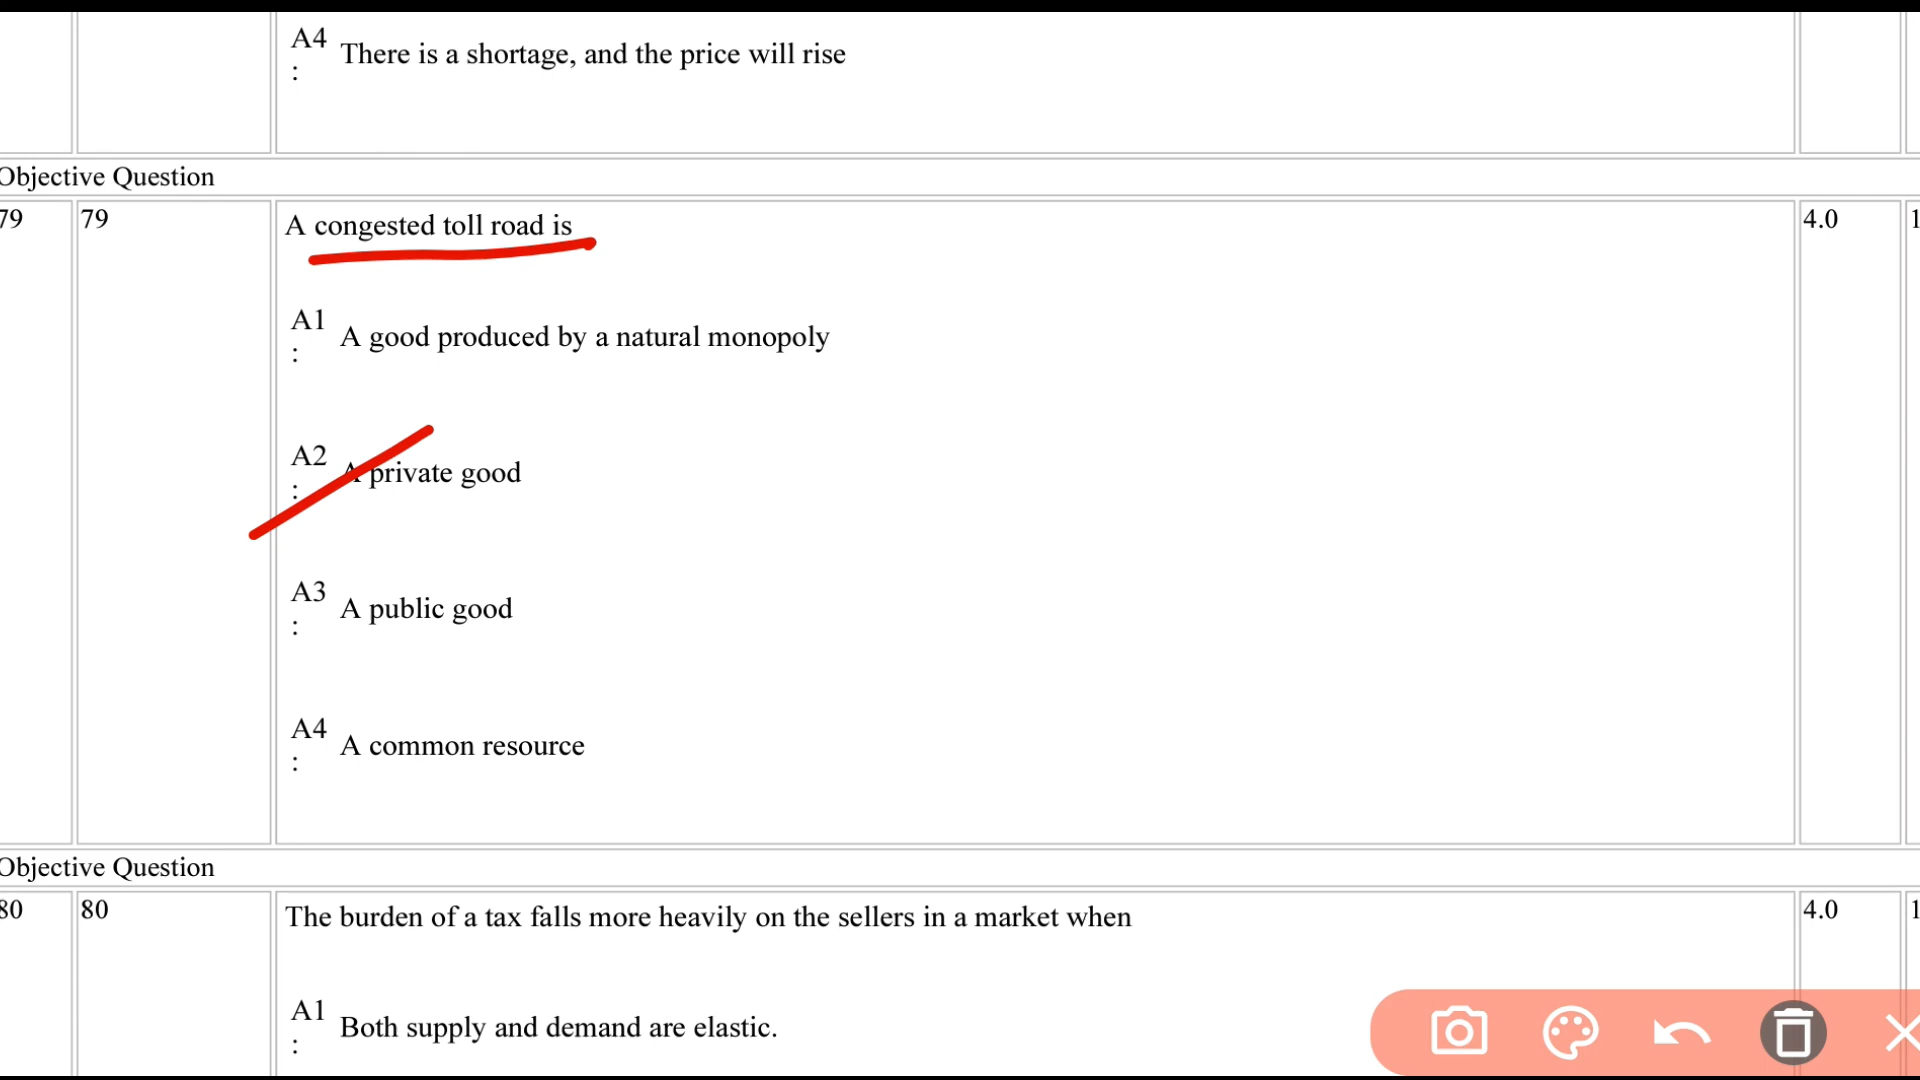 A4
:
There is a shortage, and the price will rise
Objective Question
79
79
A congested toll road is
4.0
1
A1
:
A good produced by a natural monopoly
A2
:
A private good
A3
:
A public good
A4
:
A common resource
Objective Question
80
80
The burden of a tax falls more heavily on the sellers in a market when
4.0
1
A1
:
Both supply and demand are elastic.